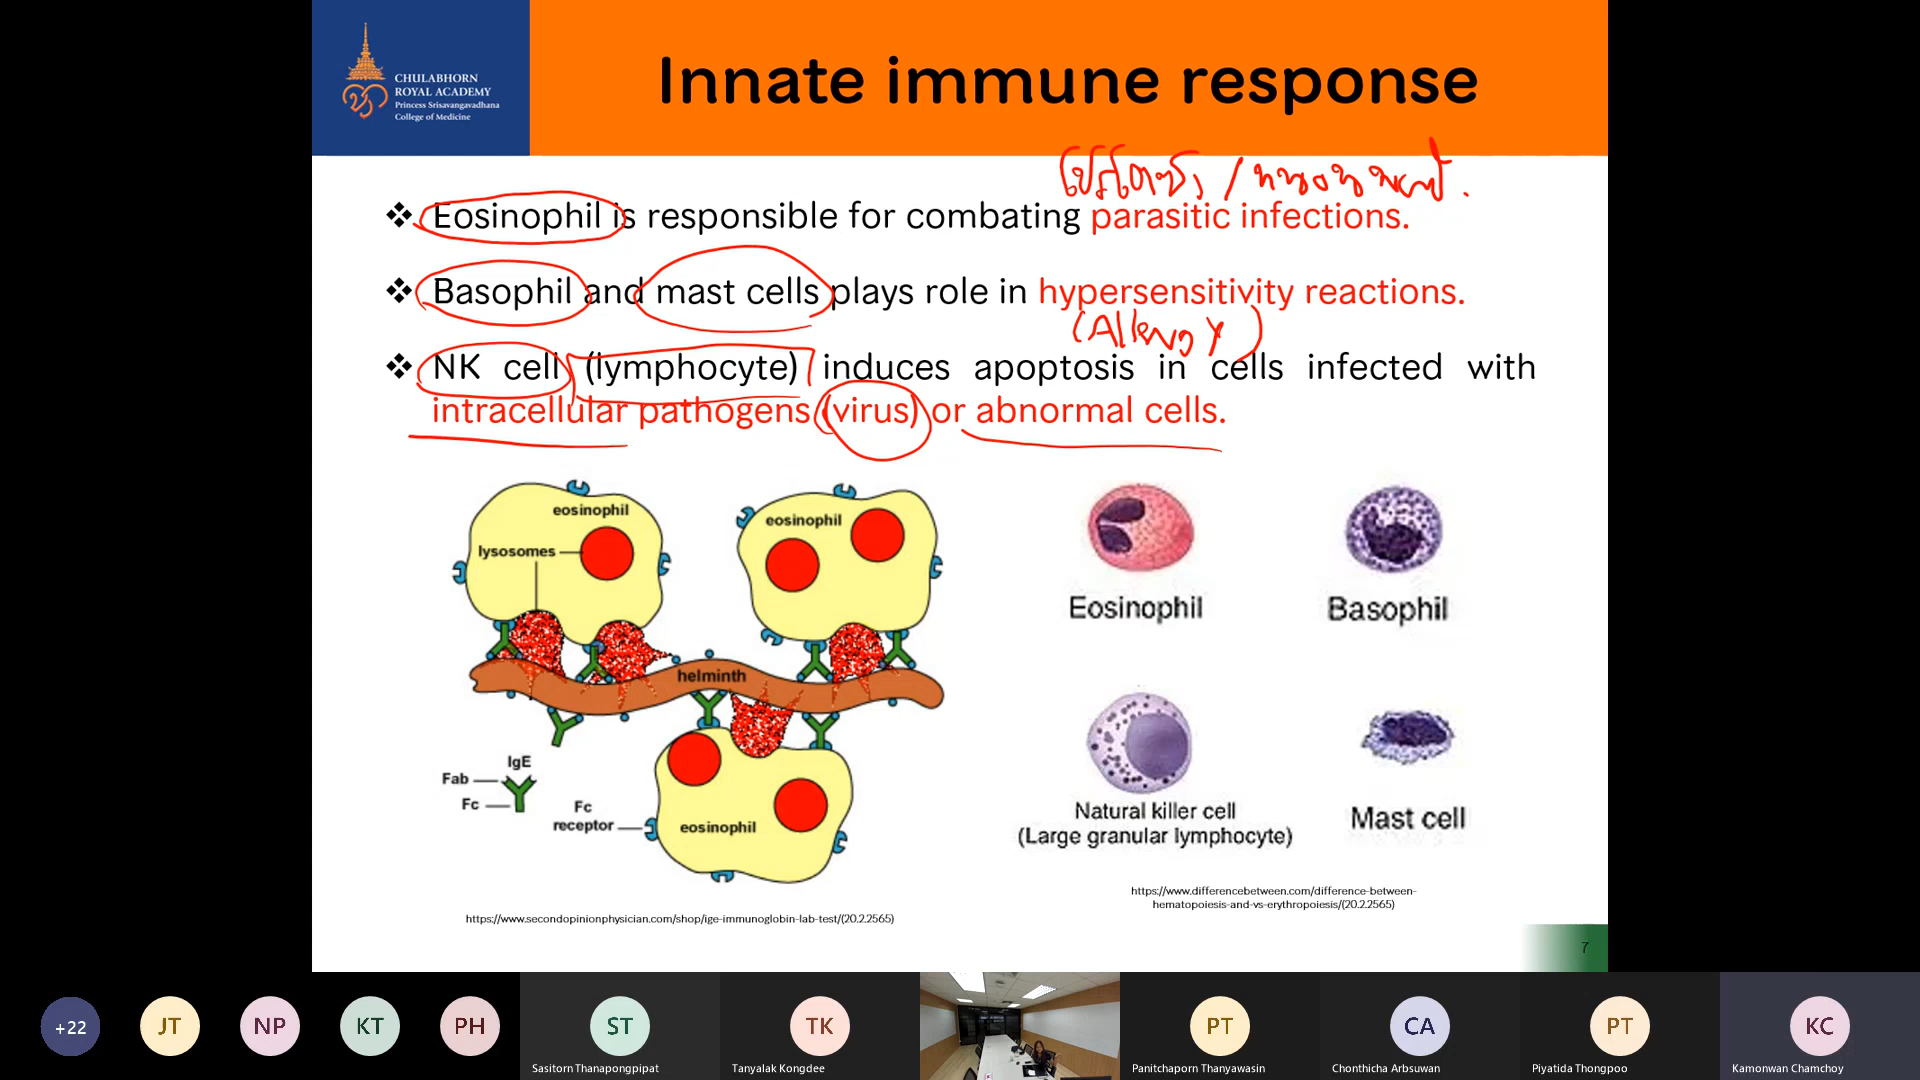 CHULABHORN
ROYAL ACADEMY
Princess Srisavangavadhana
College of Medicine
Innate immune response
❖ Eosinophil is responsible for combating parasitic infections.
❖ Basophil and mast cells plays role in hypersensitivity reactions.
(Allergy)
❖ NK cell (lymphocyte) induces apoptosis in cells infected with
intracellular pathogens (virus) or abnormal cells.
eosinophil
lysosomes
eosinophil
helminth
IgE
Fab
Fc
Fc
receptor
eosinophil
Eosinophil
Basophil
Natural killer cell
(Large granular lymphocyte)
Mast cell
https://www.secondopinionphysician.com/shop/ige-immunoglobin-lab-test/(20.2.2565)
https://www.differencebetween.com/difference-between-
hematopoiesis-and-vs-erythropoiesis/(20.2.2565)
7
+22
JT
NP
KT
PH
ST
Sasitorn Thanapongpipat
TK
Tanyalak Kongdee
PT
Panitchaporn Thanyawasin
CA
Chonthicha Arbsuwan
PT
Piyatida Thongpoo
KC
Kamonwan Chamchoy